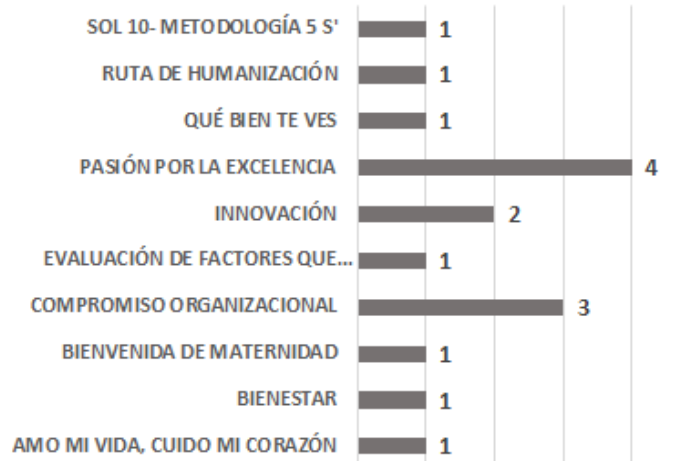 SOL 10- METODOLOGÍA 5 S' 1
RUTA DE HUMANIZACIÓN 1
QUÉ BIEN TE VES 1
PASIÓN POR LA EXCELENCIA 4
INNOVACIÓN 2
EVALUACIÓN DE FACTORES QUE... 1
COMPROMISO ORGANIZACIONAL 3
BIENVENIDA DE MATERNIDAD 1
BIENESTAR 1
AMO MI VIDA, CUIDO MI CORAZÓN 1